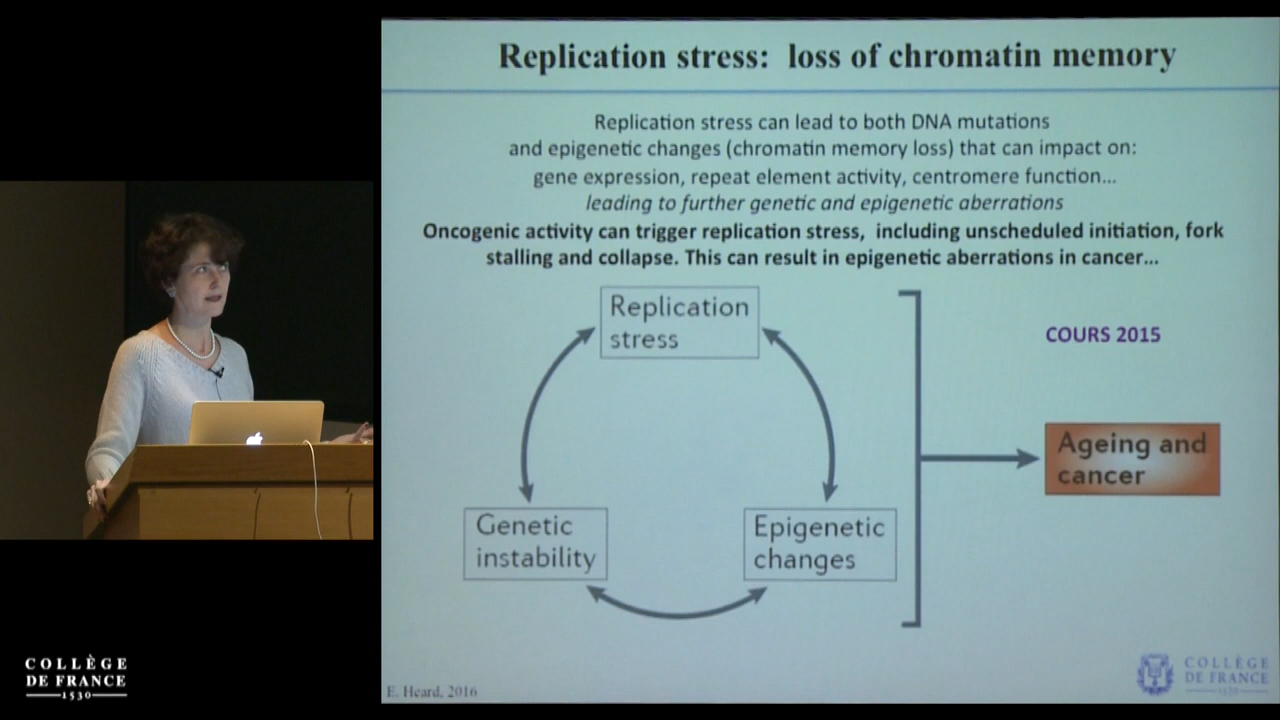 Replication stress: loss of chromatin memory
Replication stress can lead to both DNA mutations
and epigenetic changes (chromatin memory loss) that can impact on:
gene expression, repeat element activity, centromere function...
leading to further genetic and epigenetic aberrations
Oncogenic activity can trigger replication stress, including unscheduled initiation, fork
stalling and collapse. This can result in epigenetic aberrations in cancer...
Replication
stress
COURS 2015
Ageing and
cancer
Genetic
instability
Epigenetic
changes
E. Heard, 2016
COLLÈGE
DE FRANCE
1530
COLLÈGE
DE FRANCE
1530